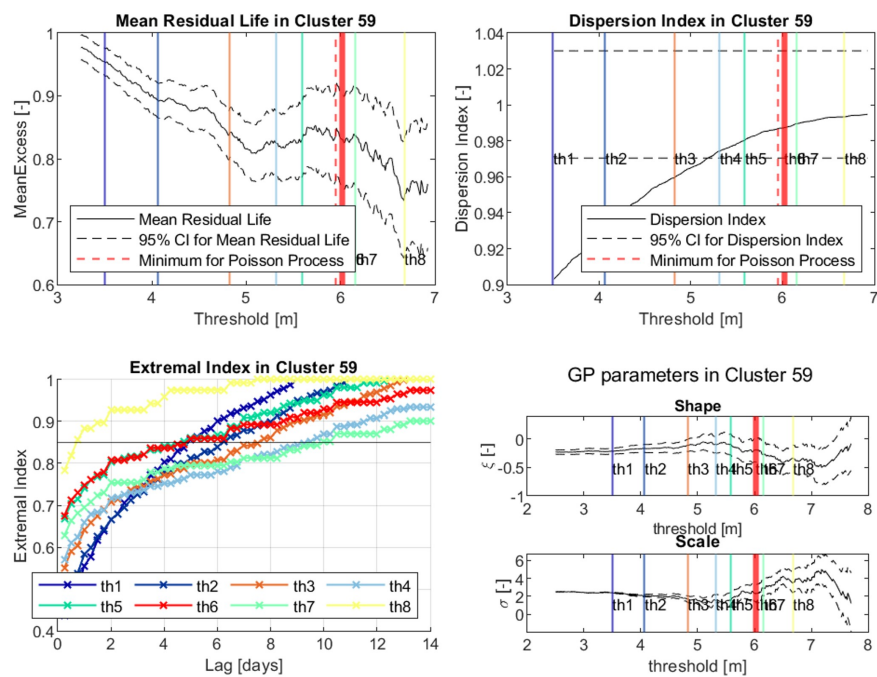 Mean Residual Life in Cluster 59
MeanExcess [-]
1
0.9
0.8
0.7
0.6
Mean Residual Life
95% CI for Mean Residual Life
Minimum for Poisson Process
th7
th8
3
4
5
6
7
Threshold [m]
Dispersion Index in Cluster 59
Dispersion Index [-]
1.04
1.02
1
0.98
0.96
0.94
0.92
0.9
th1
th2
th3
th4
th5
th6
th7
th8
Dispersion Index
95% CI for Dispersion Index
Minimum for Poisson Process
3
4
5
6
7
Threshold [m]
Extremal Index in Cluster 59
Extremal Index
1
0.9
0.8
0.7
0.6
0.4
th1
th2
th3
th4
th5
th6
th7
th8
0
2
4
6
8
10
12
14
Lag [days]
GP parameters in Cluster 59
Shape
ξ [-]
0
-0.5
-1
th1
th2
th3
th4
th5
th6
th7
th8
2
3
4
5
6
7
8
threshold [m]
Scale
σ [-]
6
4
2
0
th1
th2
th3
th4
th5
th6
th7
th8
2
3
4
5
6
7
8
threshold [m]